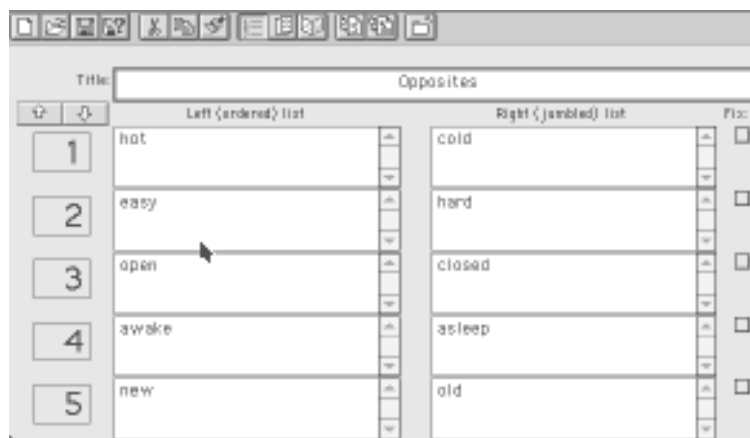 Title: Opposites
Left (ordered) list Right (jumbled) list Fix:
1 hot cold
2 easy hard
3 open closed
4 awake asleep
5 new old